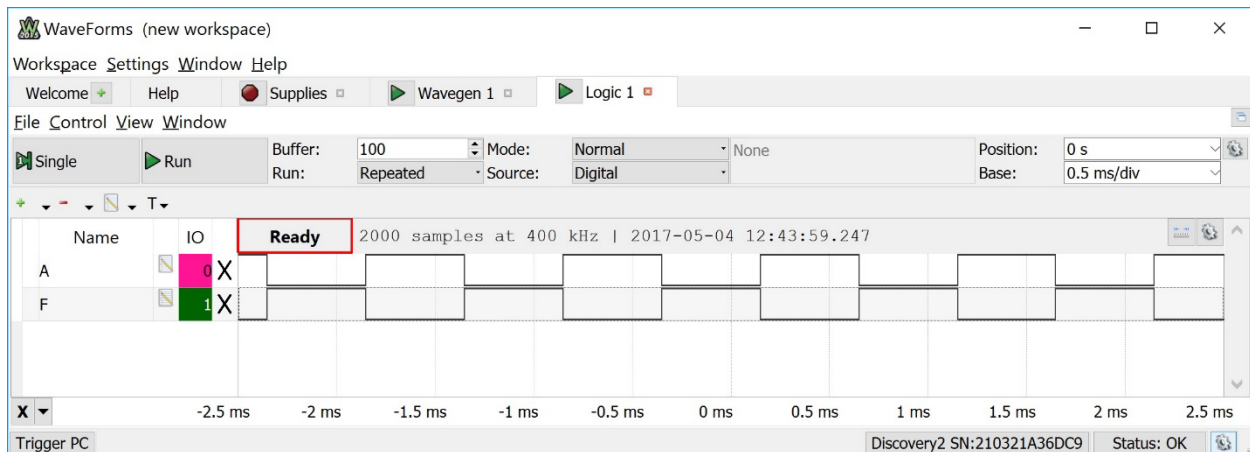 WaveForms (new workspace)
Workspace Settings Window Help
Welcome Help Supplies Wavegen 1 Logic 1
File Control View Window
Single Run Buffer: 100 Mode: Normal None Position: 0 s
Run: Repeated Source: Digital Base: 0.5 ms/div
T
Name IO Ready 2000 samples at 400 kHz | 2017-05-04 12:43:59.247
A 0 X
F 1 X
X -2.5 ms -2 ms -1.5 ms -1 ms -0.5 ms 0 ms 0.5 ms 1 ms 1.5 ms 2 ms 2.5 ms
Trigger PC Discovery2 SN:210321A36DC9 Status: OK